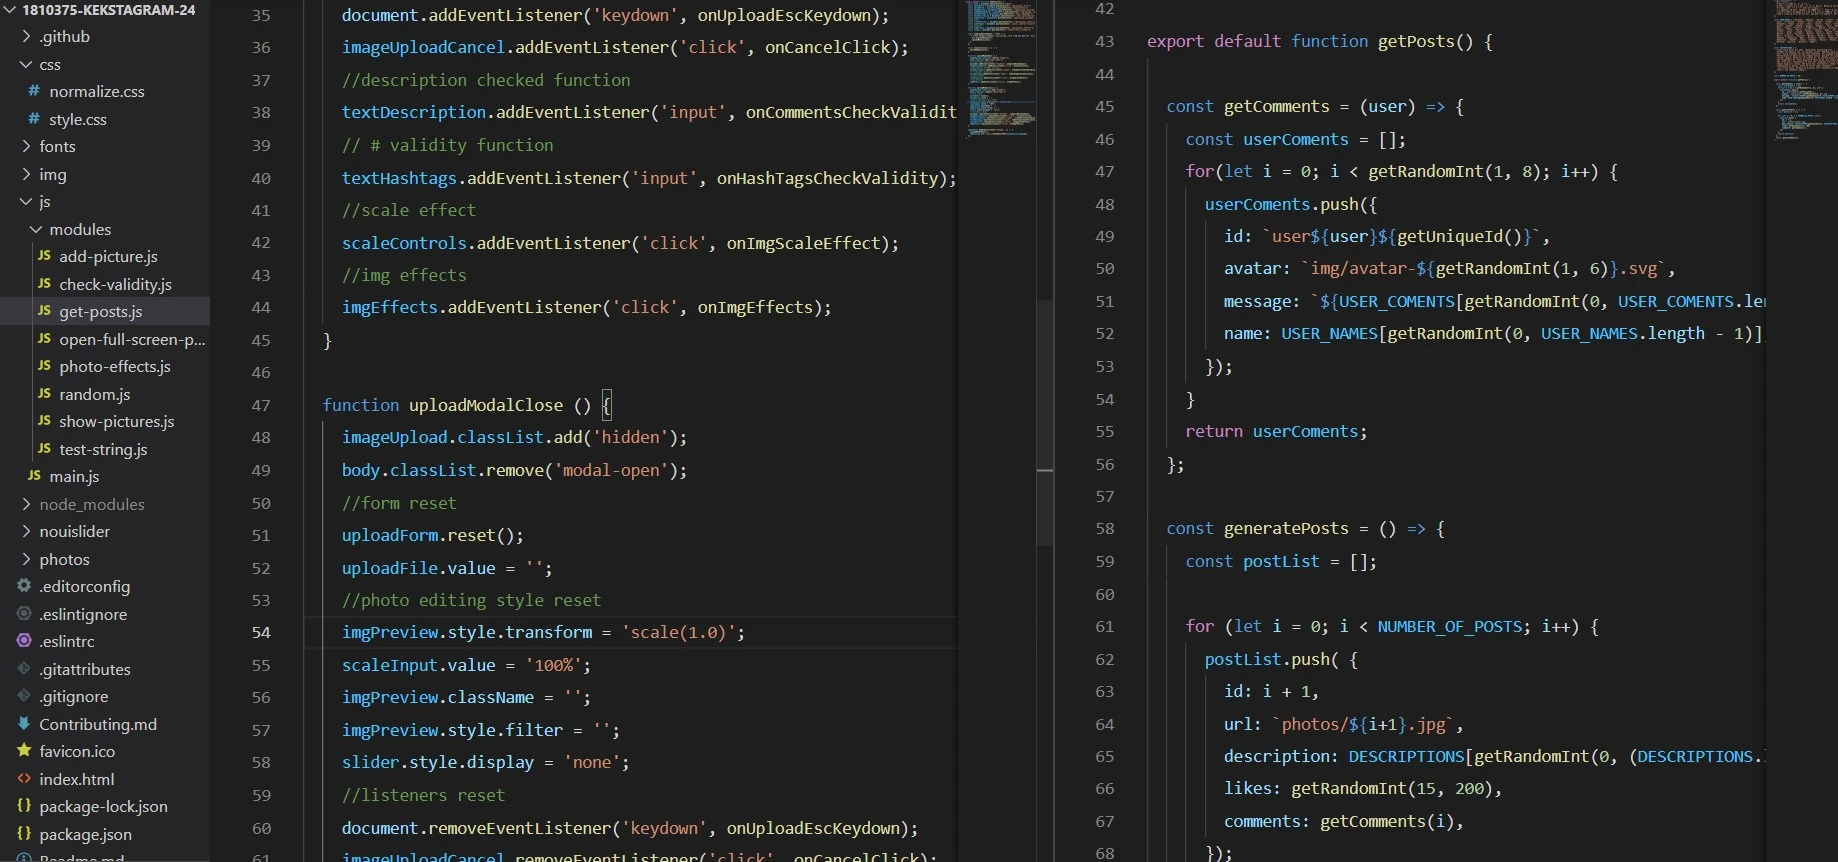 1810375-KEKSTAGRAM-24
.github
css
# normalize.css
# style.css
fonts
img
js
modules
JS add-picture.js
JS check-validity.js
JS get-posts.js
JS open-full-screen-p...
JS photo-effects.js
JS random.js
JS show-pictures.js
JS test-string.js
JS main.js
node_modules
nouislider
photos
.editorconfig
.eslintignore
.eslintrc
.gitattributes
.gitignore
Contributing.md
favicon.ico
<> index.html
{} package-lock.json
{} package.json
Readme.md
35 document.addEventListener('keydown', onUploadEscKeydown);
36 imageUploadCancel.addEventListener('click', onCancelClick);
37 //description checked function
38 textDescription.addEventListener('input', onCommentsCheckValidit
39 // # validity function
40 textHashtags.addEventListener('input', onHashTagsCheckValidity);
41 //scale effect
42 scaleControls.addEventListener('click', onImgScaleEffect);
43 //img effects
44 imgEffects.addEventListener('click', onImgEffects);
45 }
46
47 function uploadModalClose () {
48 imageUpload.classList.add('hidden');
49 body.classList.remove('modal-open');
50 //form reset
51 uploadForm.reset();
52 uploadFile.value = '';
53 //photo editing style reset
54 imgPreview.style.transform = 'scale(1.0)';
55 scaleInput.value = '100%';
56 imgPreview.className = '';
57 imgPreview.style.filter = '';
58 slider.style.display = 'none';
59 //listeners reset
60 document.removeEventListener('keydown', onUploadEscKeydown);
61 imageUploadCancel.removeEventListener('click', onCancelClick);
42
43 export default function getPosts() {
44
45 const getComments = (user) => {
46 const userComents = [];
47 for(let i = 0; i < getRandomInt(1, 8); i++) {
48 userComents.push({
49 id: `user${user}${getUniqueId()}`,
50 avatar: `img/avatar-${getRandomInt(1, 6)}.svg`,
51 message: `${USER_COMENTS[getRandomInt(0, USER_COMENTS.le
52 name: USER_NAMES[getRandomInt(0, USER_NAMES.length - 1)]
53 });
54 }
55 return userComents;
56 };
57
58 const generatePosts = () => {
59 const postList = [];
60
61 for (let i = 0; i < NUMBER_OF_POSTS; i++) {
62 postList.push( {
63 id: i + 1,
64 url: `photos/${i+1}.jpg`,
65 description: DESCRIPTIONS[getRandomInt(0, (DESCRIPTIONS.
66 likes: getRandomInt(15, 200),
67 comments: getComments(i),
68 });